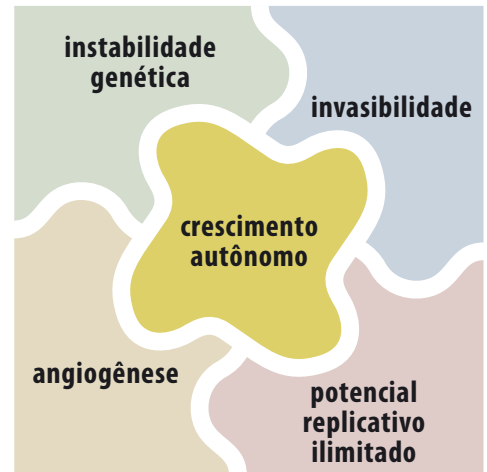 instabilidade
genética
invasibilidade
crescimento
autônomo
angiogênese
potencial
replicativo
ilimitado